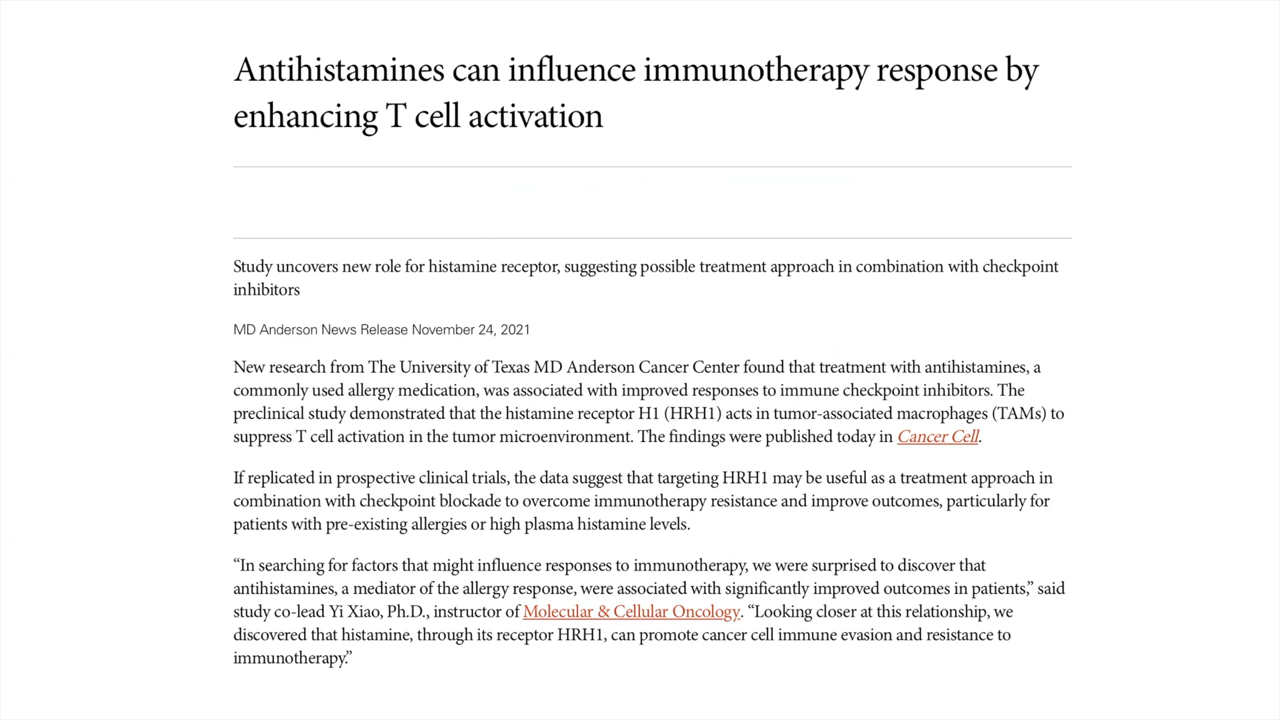 Antihistamines can influence immunotherapy response by
enhancing T cell activation
Study uncovers new role for histamine receptor, suggesting possible treatment approach in combination with checkpoint
inhibitors
MD Anderson News Release November 24, 2021
New research from The University of Texas MD Anderson Cancer Center found that treatment with antihistamines, a
commonly used allergy medication, was associated with improved responses to immune checkpoint inhibitors. The
preclinical study demonstrated that the histamine receptor H1 (HRH1) acts in tumor-associated macrophages (TAMs) to
suppress T cell activation in the tumor microenvironment. The findings were published today in Cancer Cell.
If replicated in prospective clinical trials, the data suggest that targeting HRH1 may be useful as a treatment approach in
combination with checkpoint blockade to overcome immunotherapy resistance and improve outcomes, particularly for
patients with pre-existing allergies or high plasma histamine levels.
“In searching for factors that might influence responses to immunotherapy, we were surprised to discover that
antihistamines, a mediator of the allergy response, were associated with significantly improved outcomes in patients,” said
study co-lead Yi Xiao, Ph.D., instructor of Molecular & Cellular Oncology. “Looking closer at this relationship, we
discovered that histamine, through its receptor HRH1, can promote cancer cell immune evasion and resistance to
immunotherapy.”